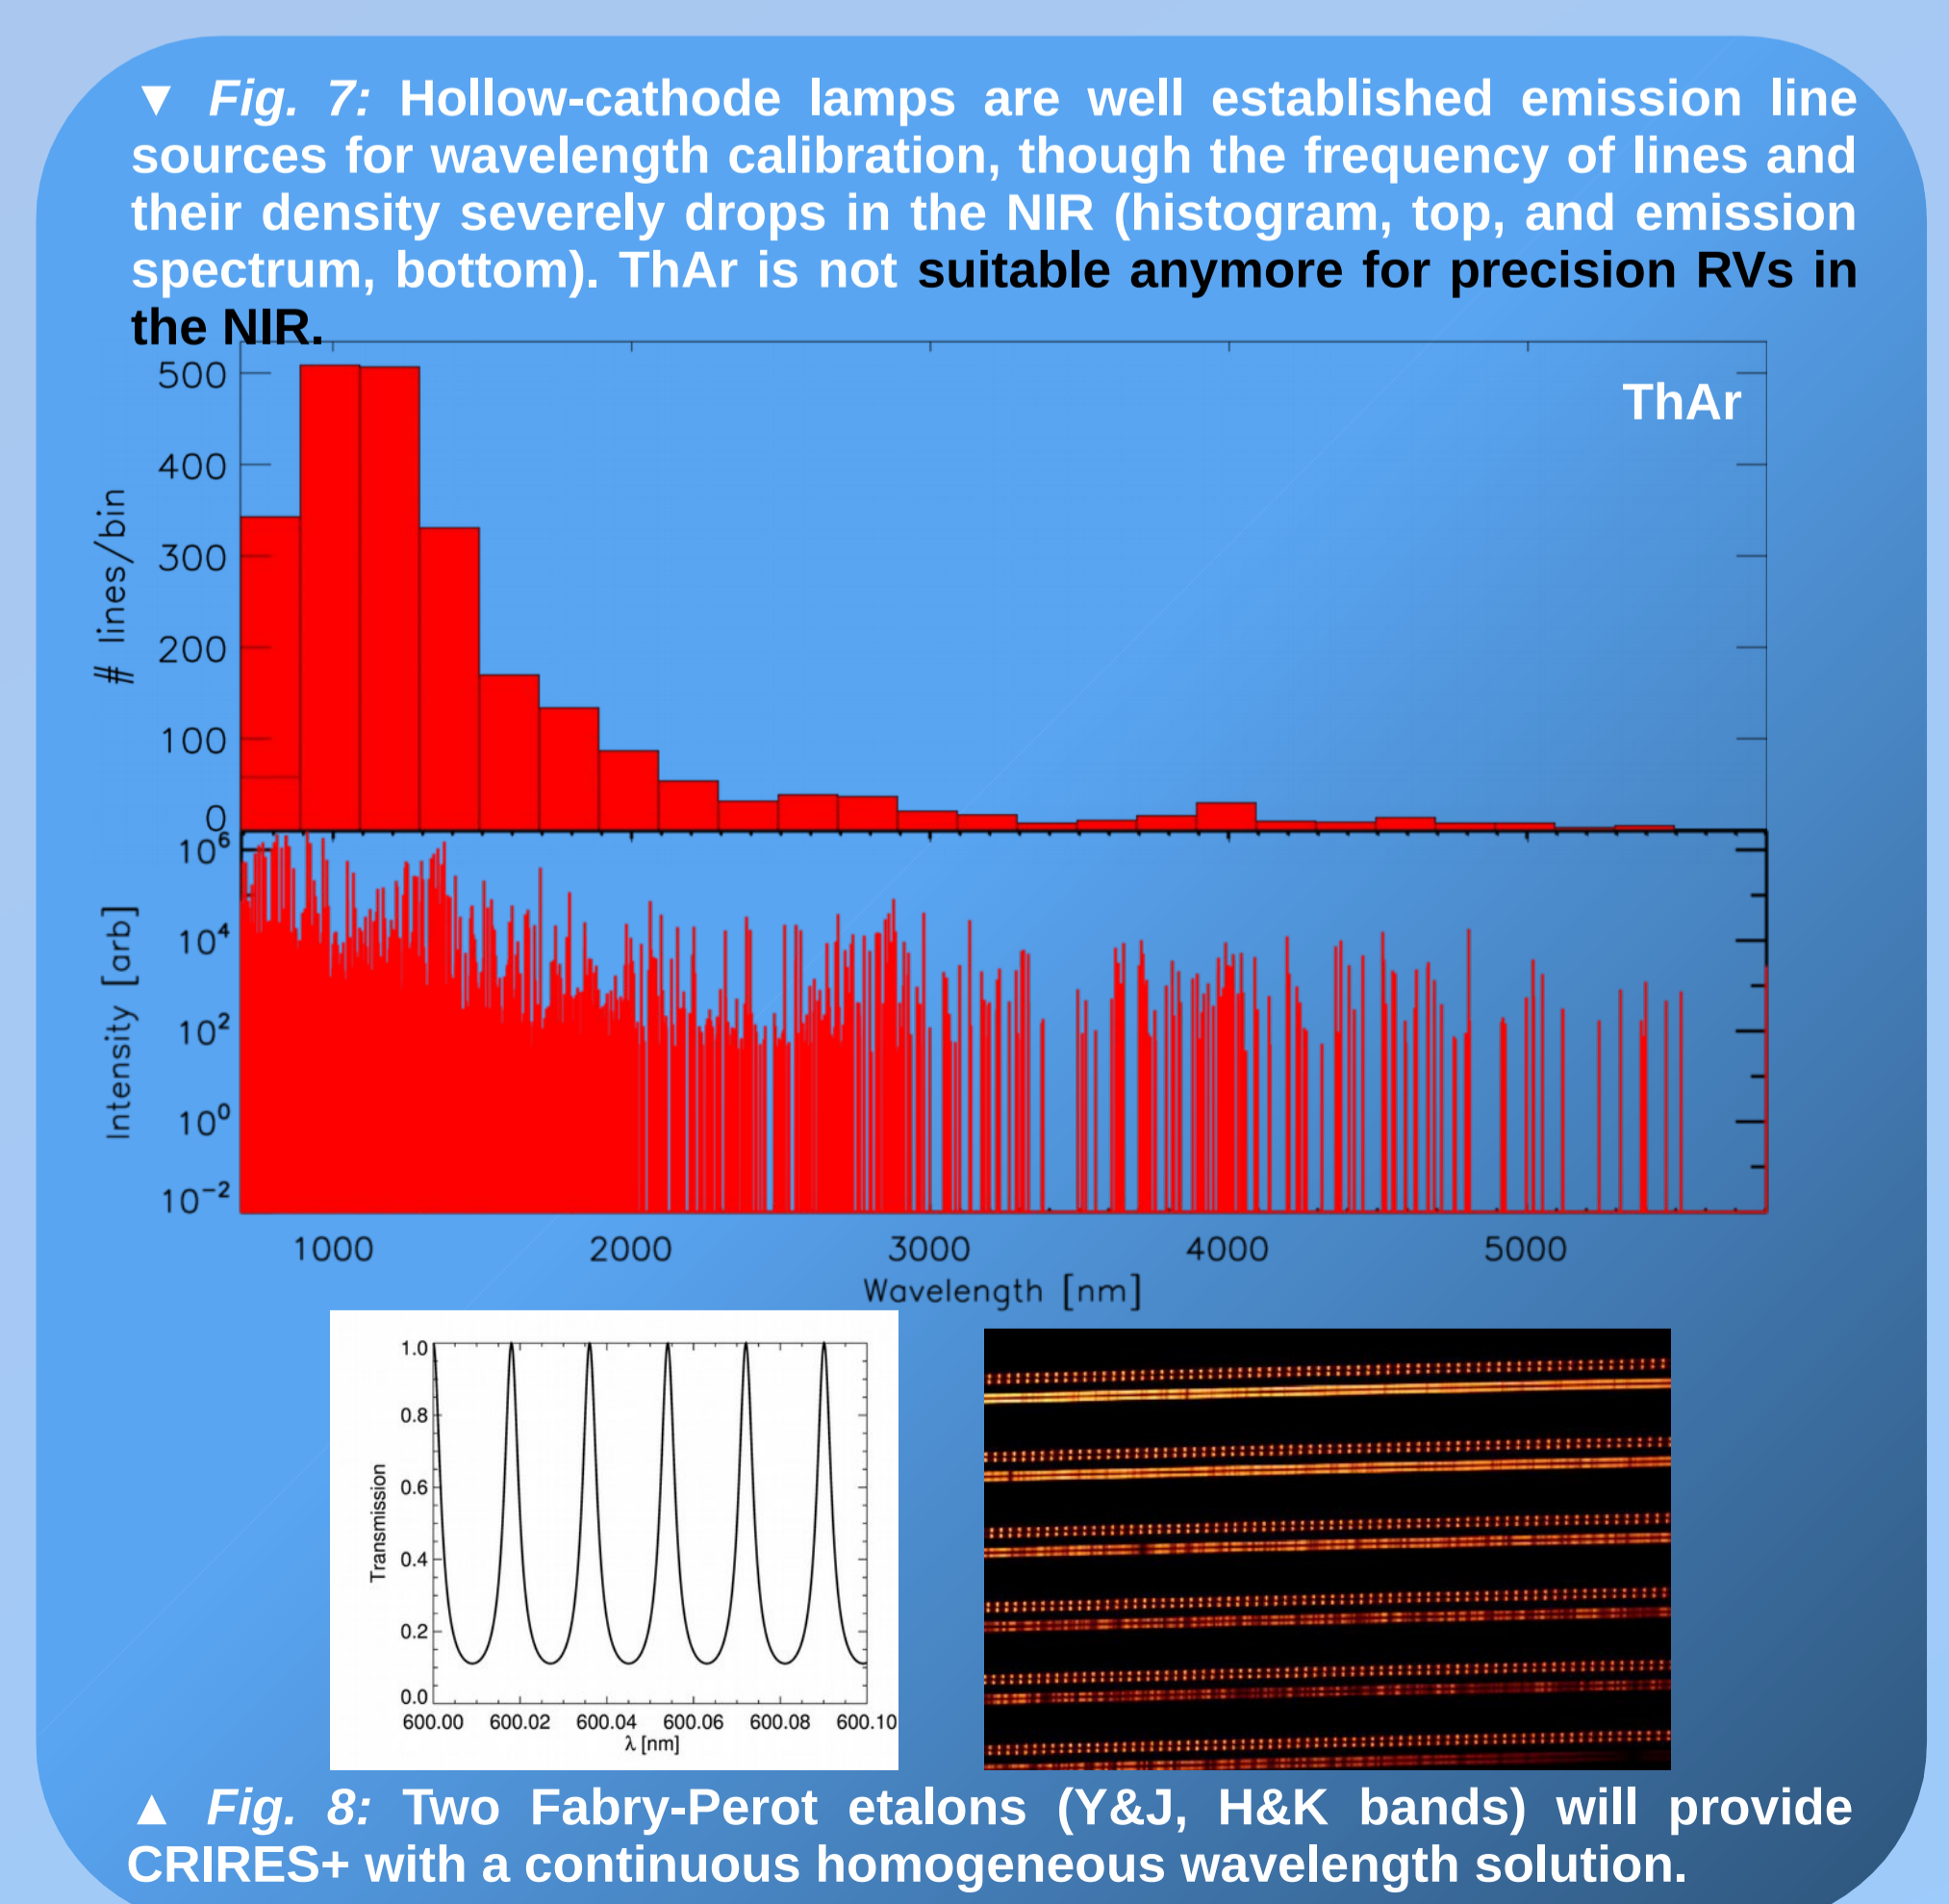 ▼ Fig. 7: Hollow-cathode lamps are well established emission line
sources for wavelength calibration, though the frequency of lines and
their density severely drops in the NIR (histogram, top, and emission
spectrum, bottom). ThAr is not suitable anymore for precision RVs in
the NIR.
ThAr
# lines/bin
500
400
300
200
100
0
Intensity [arb]
10⁶
10⁴
10²
10⁰
10⁻²
1000 2000 3000 4000 5000
Wavelength [nm]
Transmission
1.0
0.8
0.6
0.4
0.2
0.0
600.00 600.02 600.04 600.06 600.08 600.10
λ [nm]
▲ Fig. 8: Two Fabry-Perot etalons (Y&J, H&K bands) will provide
CRIRES+ with a continuous homogeneous wavelength solution.